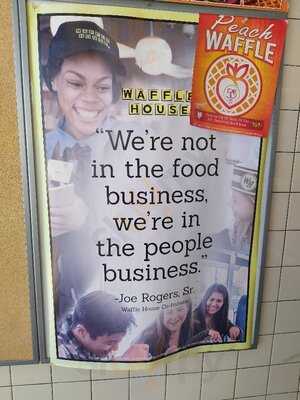 Peach
WAFFLE
WAFFLE
HOUSE
"We're not
in the food
business,
we're in
the people
business."
-Joe Rogers, Sr.
Waffle House Co-founder